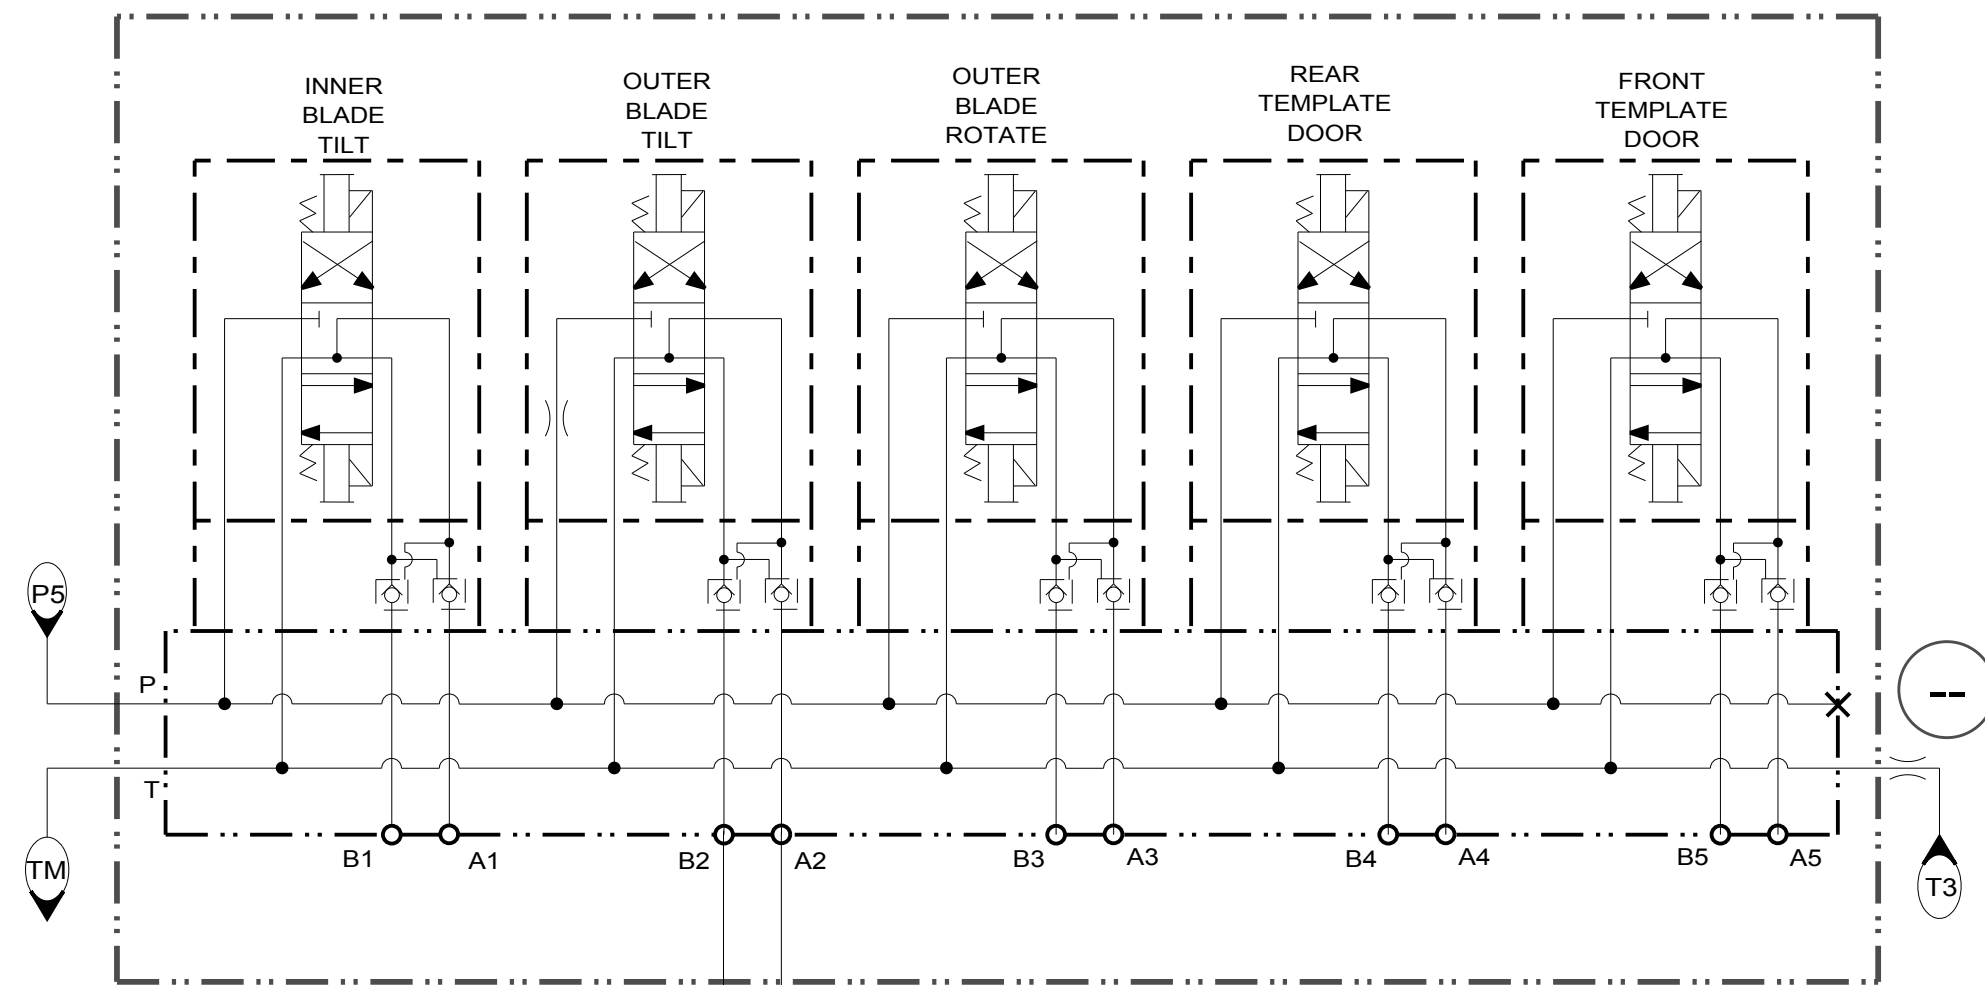 INNER
BLADE
TILT
OUTER
BLADE
TILT
OUTER
BLADE
ROTATE
REAR
TEMPLATE
DOOR
FRONT
TEMPLATE
DOOR
P5
P
--
T
B1
A1
B2
A2
B3
A3
B4
A4
B5
A5
TM
T3